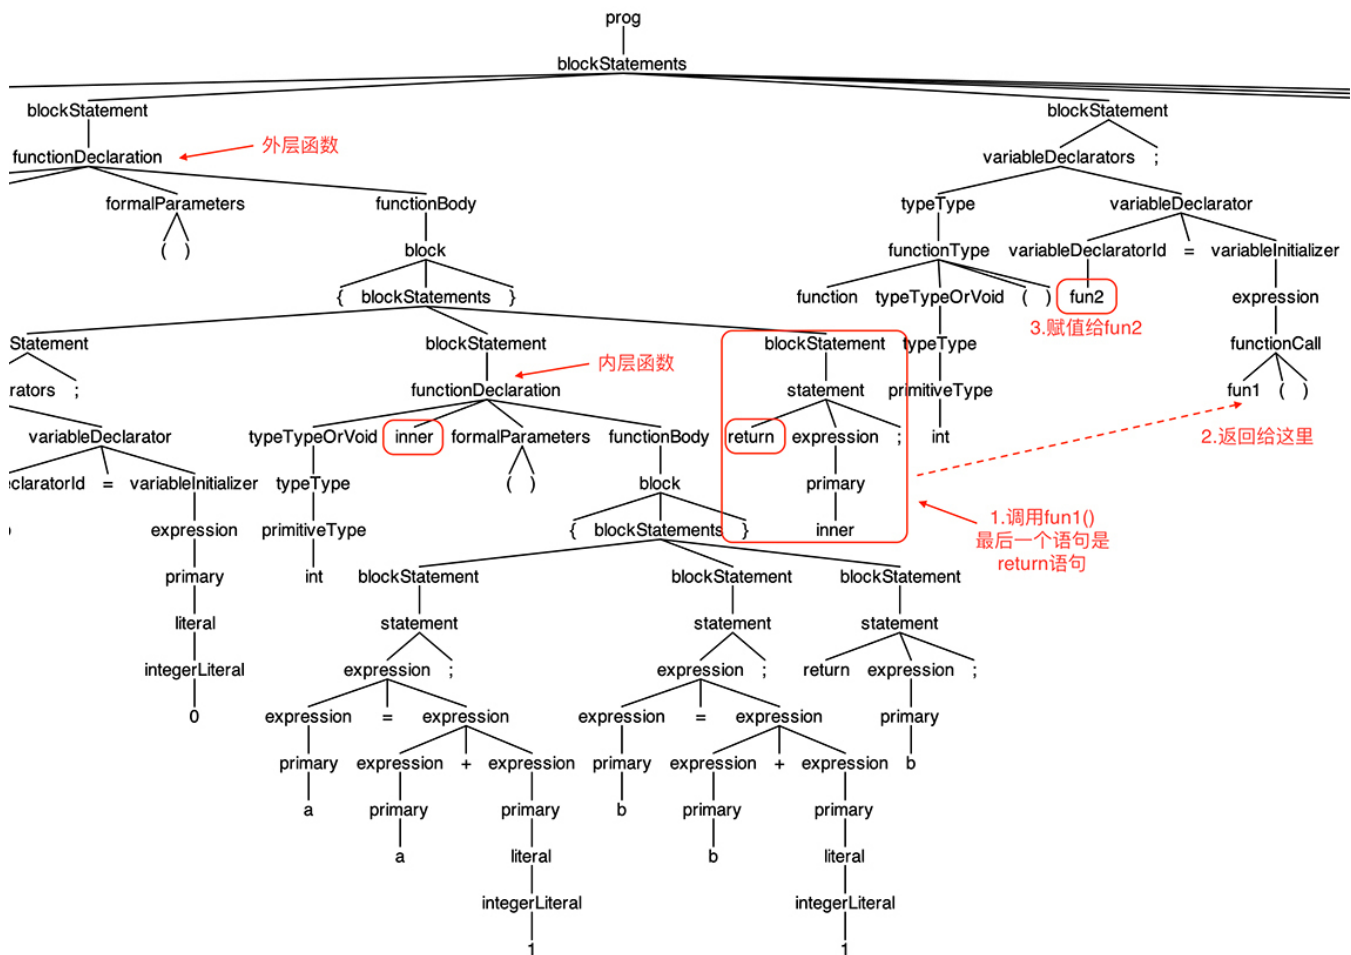 prog
blockStatements
blockStatement
blockStatement
functionDeclaration
外层函数
variableDeclarators ;
formalParameters
functionBody
typeType
variableDeclarator
( )
block
functionType
variableDeclaratorId = variableInitializer
{ blockStatements }
function typeTypeOrVoid ( ) fun2
expression
3.赋值给fun2
Statement
blockStatement
blockStatement
typeType
functionCall
内层函数
rators ;
functionDeclaration
statement
primitiveType
fun1 ( )
variableDeclarator
typeTypeOrVoid inner formalParameters functionBody
return expression ;
int
2.返回给这里
eclaratorId = variableInitializer
typeType
( )
block
primary
1.调用fun1()
最后一个语句是
return语句
expression
primitiveType
{ blockStatements }
inner
primary
int
blockStatement
blockStatement
blockStatement
literal
statement
statement
statement
integerLiteral
expression ;
expression ;
return expression ;
0
expression = expression
expression = expression
primary
primary
expression + expression
primary
expression + expression
b
a
primary
primary
b
primary
primary
a
literal
b
literal
integerLiteral
integerLiteral
1
1